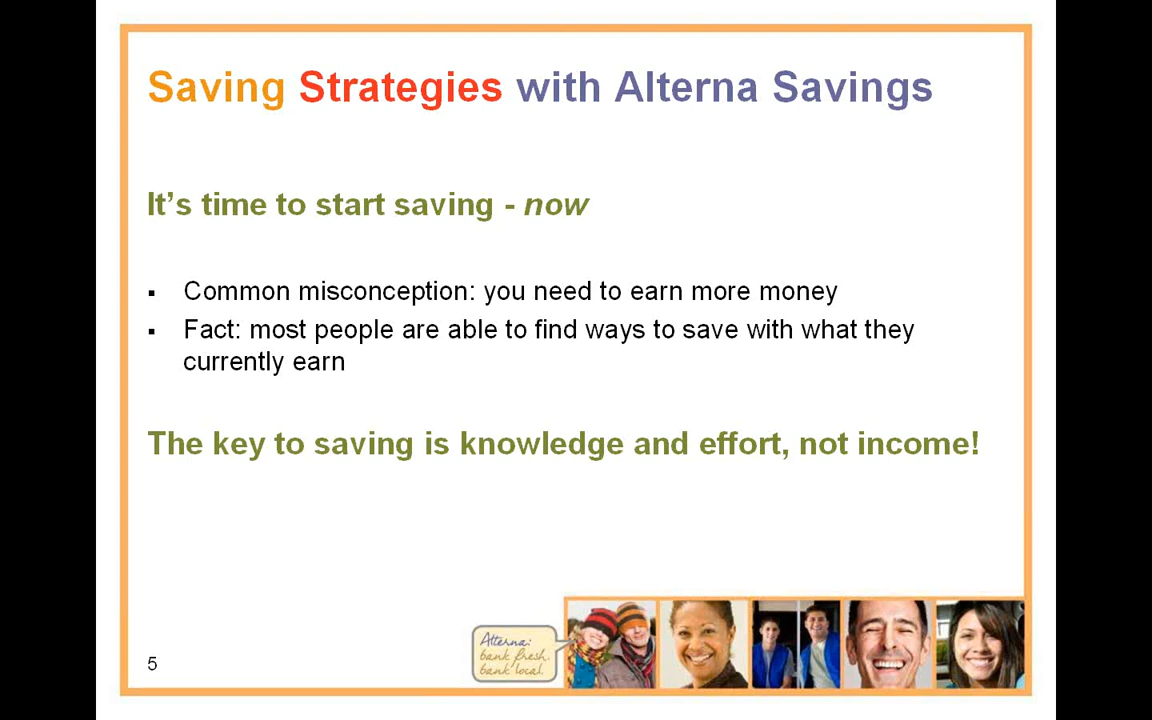 Saving Strategies with Alterna Savings
It’s time to start saving - now
▪ Common misconception: you need to earn more money
▪ Fact: most people are able to find ways to save with what they
currently earn
The key to saving is knowledge and effort, not income!
Alterna:
bank fresh.
bank local.
5